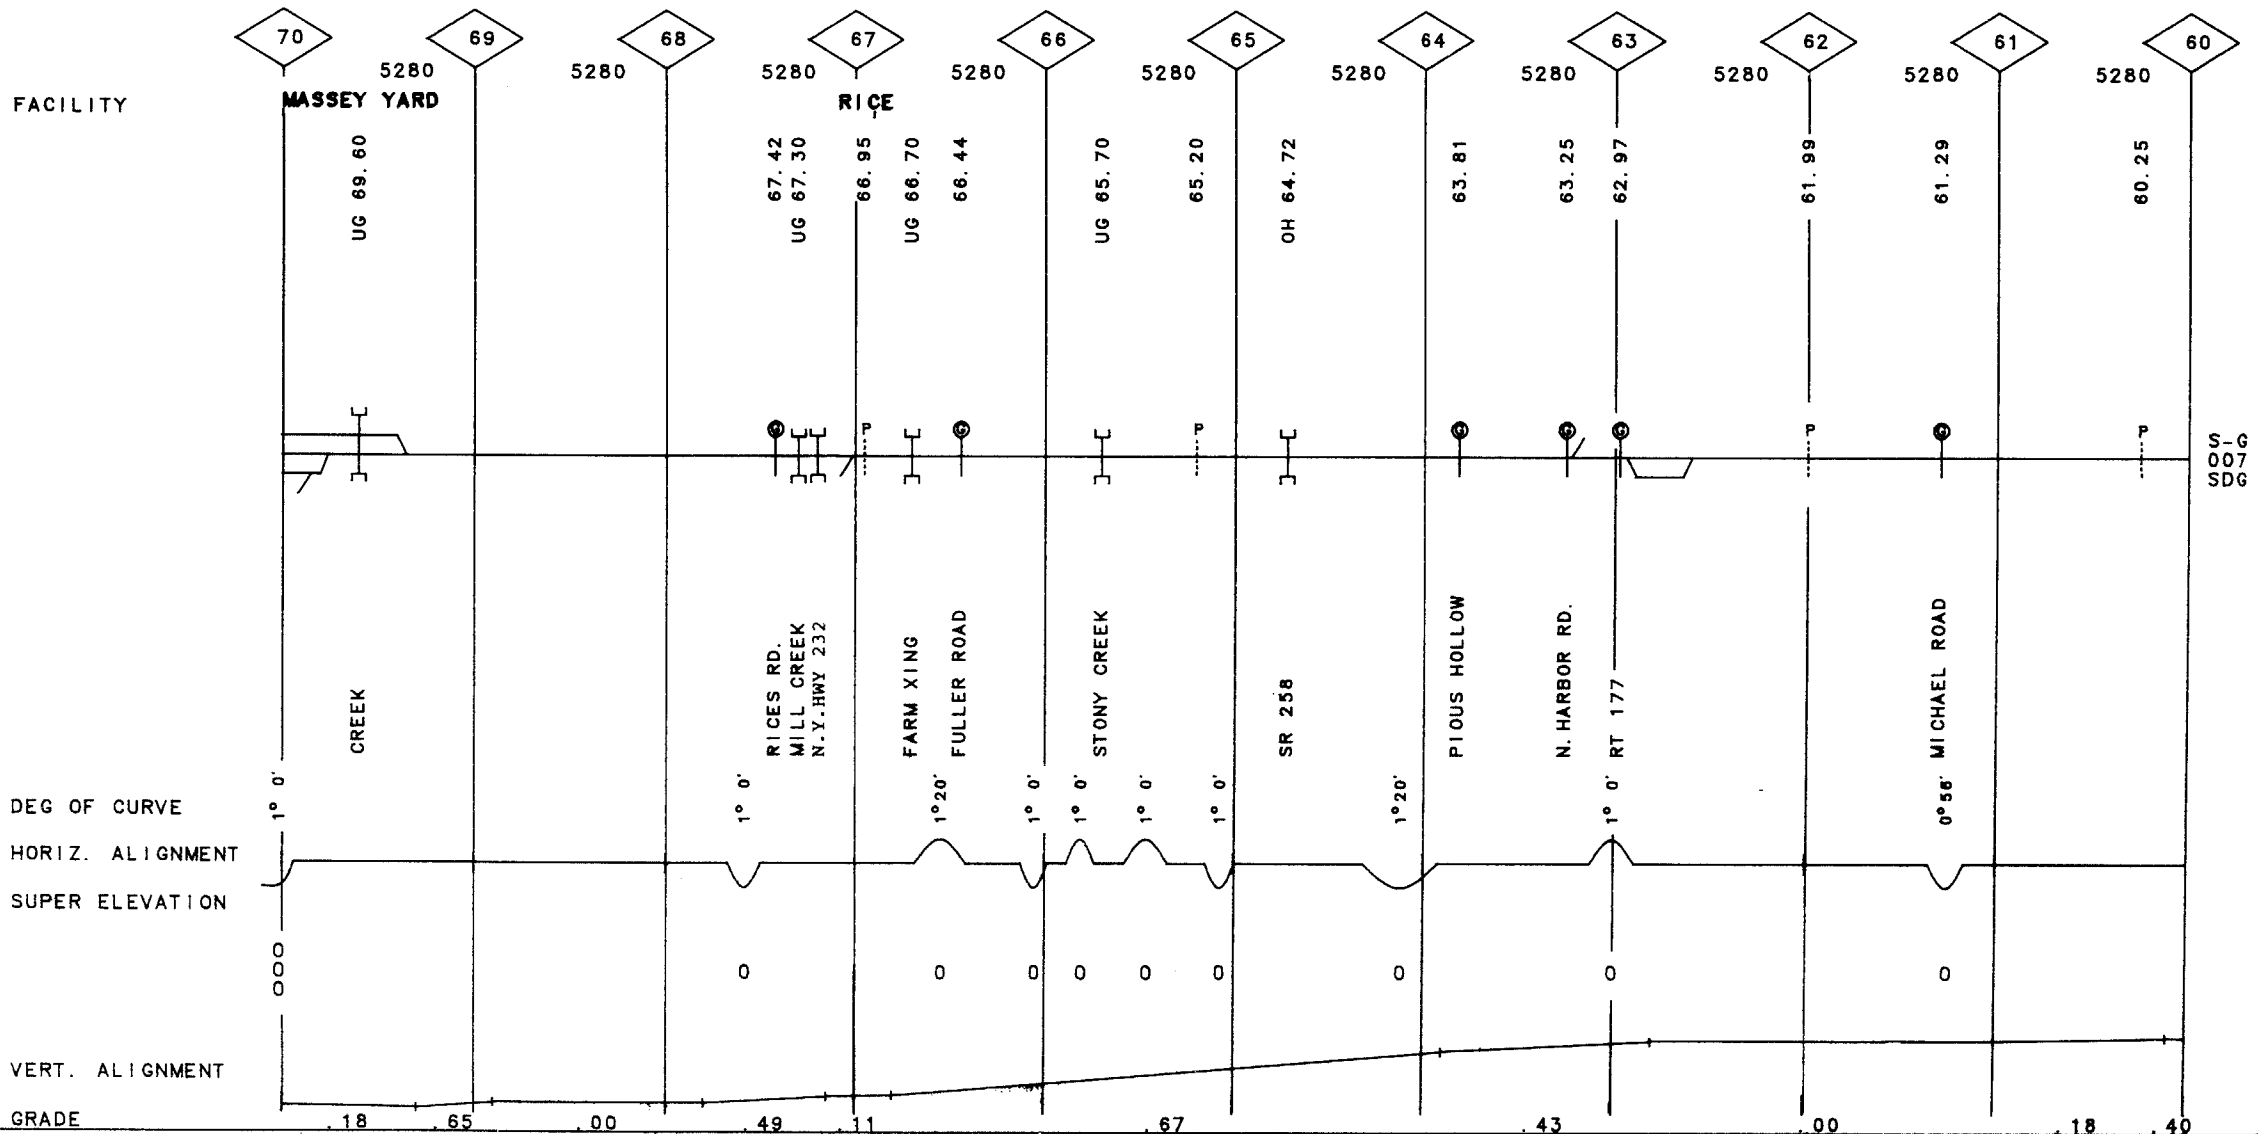 70 69 68 67 66 65 64 63 62 61 60
5280 5280 5280 5280 5280 5280 5280 5280 5280 5280
FACILITY MASSEY YARD RICE
UG 69.60
67.42
UG 67.30
66.95
UG 66.70
66.44
UG 65.70
65.20
OH 64.72
63.81
63.25
62.97
61.99
61.29
60.25
G P G P G G G P G P
S-G
007
SDG
CREEK
RICES RD.
MILL CREEK
N.Y.HWY 232
FARM XING
FULLER ROAD
STONY CREEK
SR 258
PIOUS HOLLOW
N. HARBOR RD.
RT 177
MICHAEL ROAD
DEG OF CURVE 1° 0' 1° 0' 1°20' 1° 0' 1° 0' 1° 0' 1° 0' 1°20' 1° 0' 0°56'
HORIZ. ALIGNMENT
SUPER ELEVATION
0
0
0
0 0 0 0 0 0 0 0 0
VERT. ALIGNMENT
GRADE .18 .65 .00 .49 .11 .67 .43 .00 .18 .40